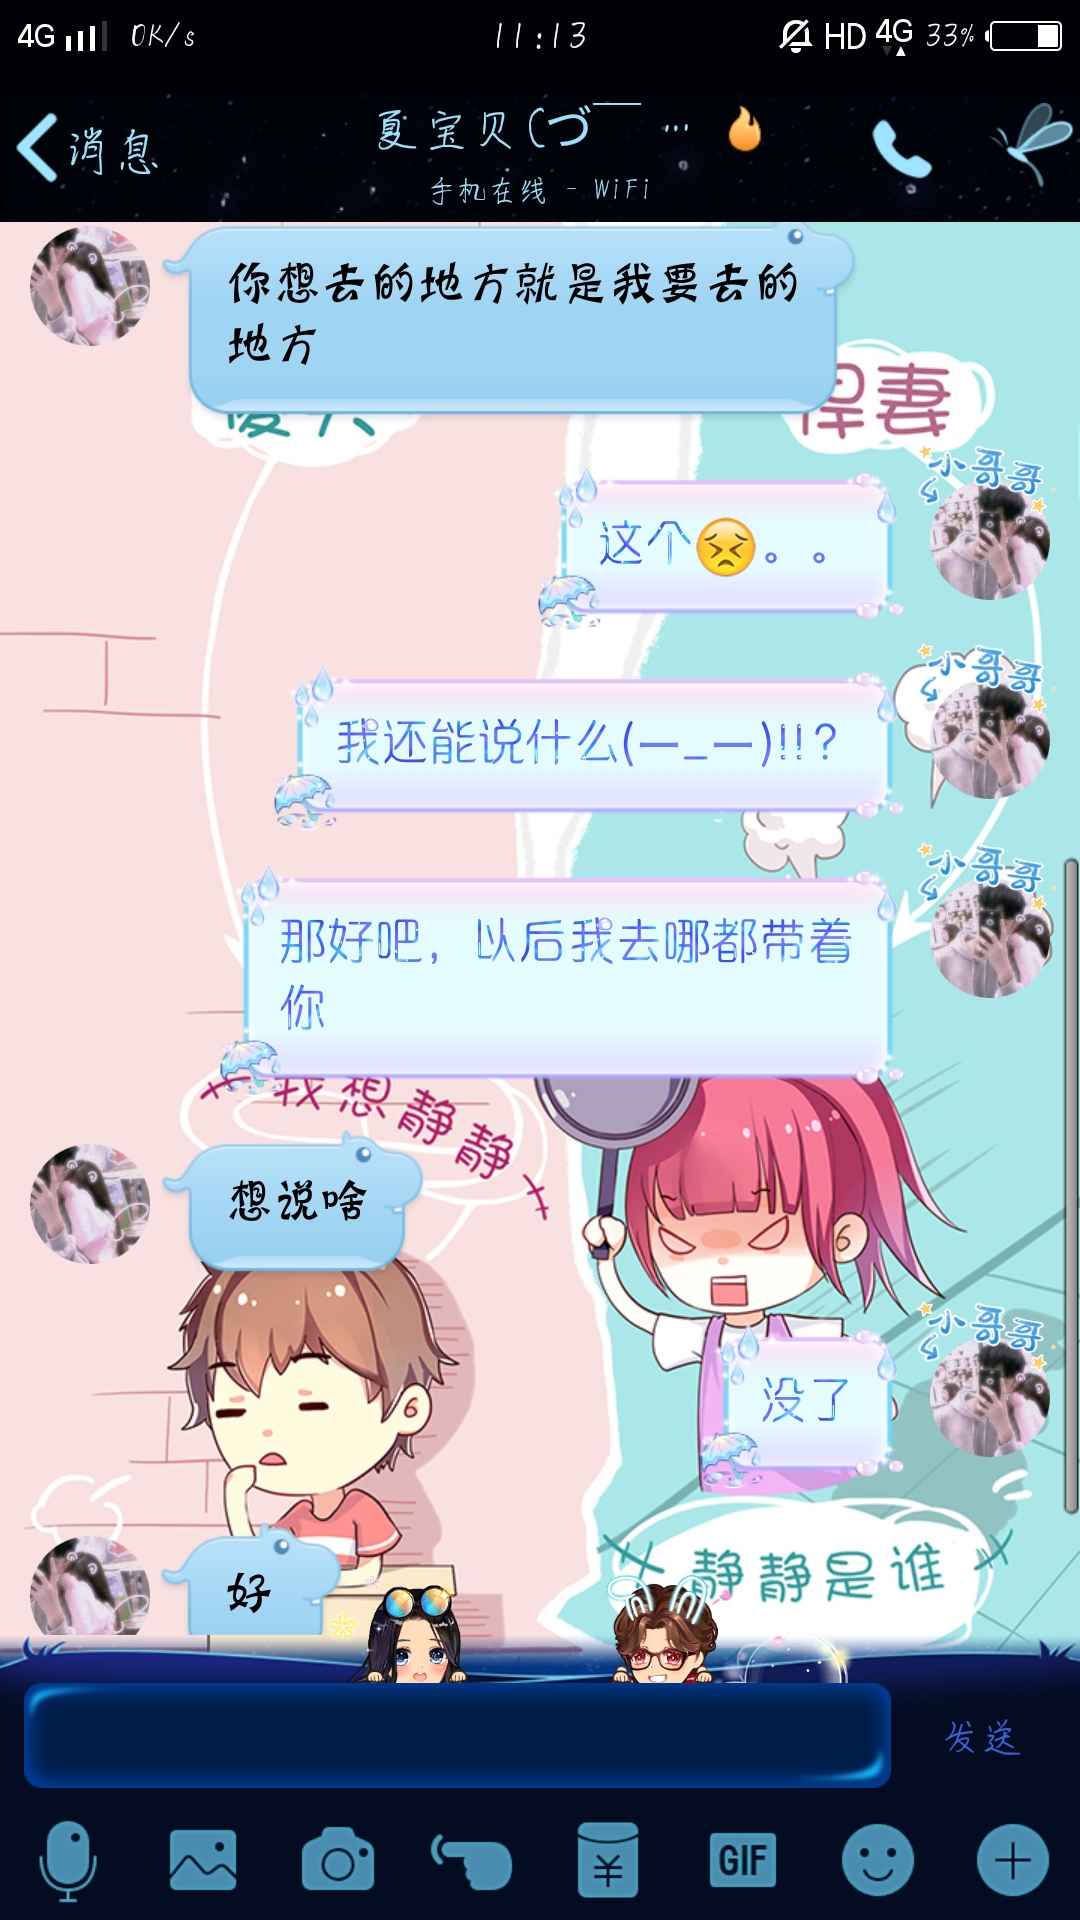 4G 0K/s 11:13 HD 4G 33%
消息 夏宝贝(づ￣ ...
手机在线 - WiFi
你想去的地方就是我要去的
地方
悍妻
小哥哥
这个😣。。
小哥哥
我还能说什么(—_—)!!?
小哥哥
那好吧，以后我去哪都带着
你
我想静静
想说啥
小哥哥
没了
静静是谁
好
发送
¥ GIF